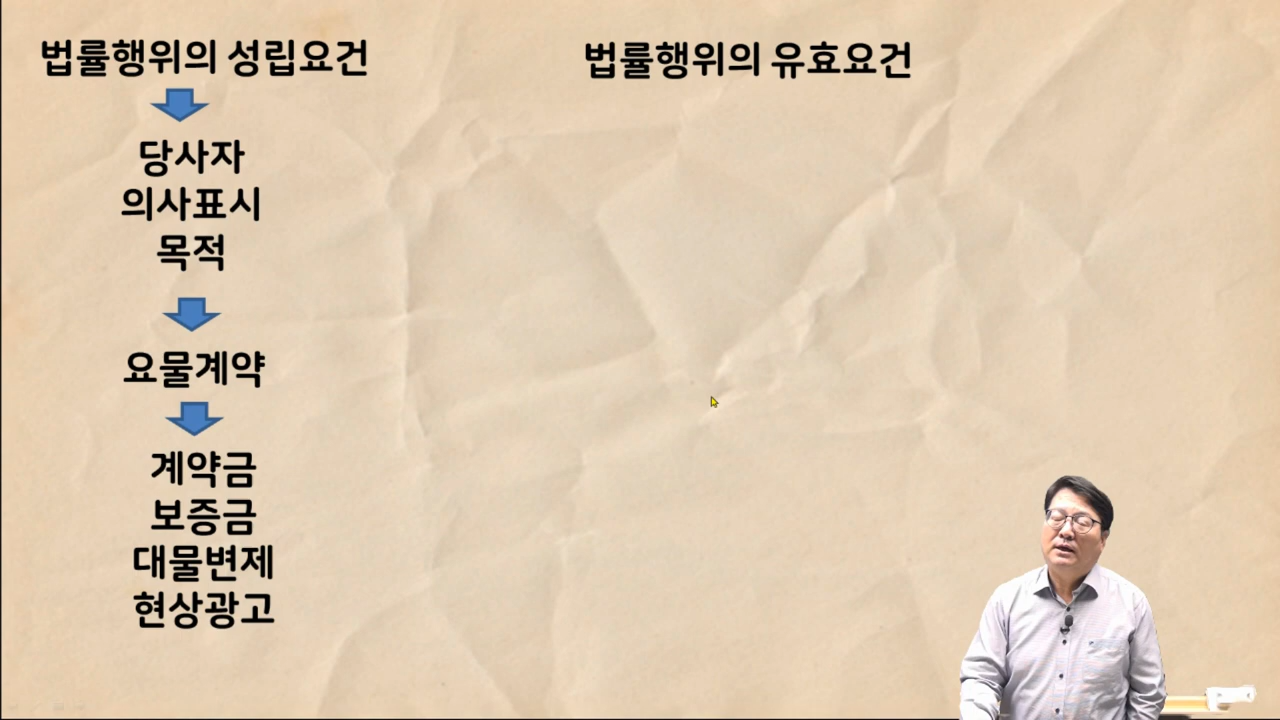 법률행위의 성립요건
당사자
의사표시
목적
요물계약
계약금
보증금
대물변제
현상광고
법률행위의 유효요건